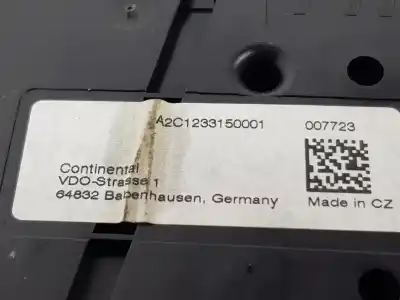 A2C1233150001 007723
Continental
VDO-Strasse 1
64832 Babenhausen, Germany Made in CZ